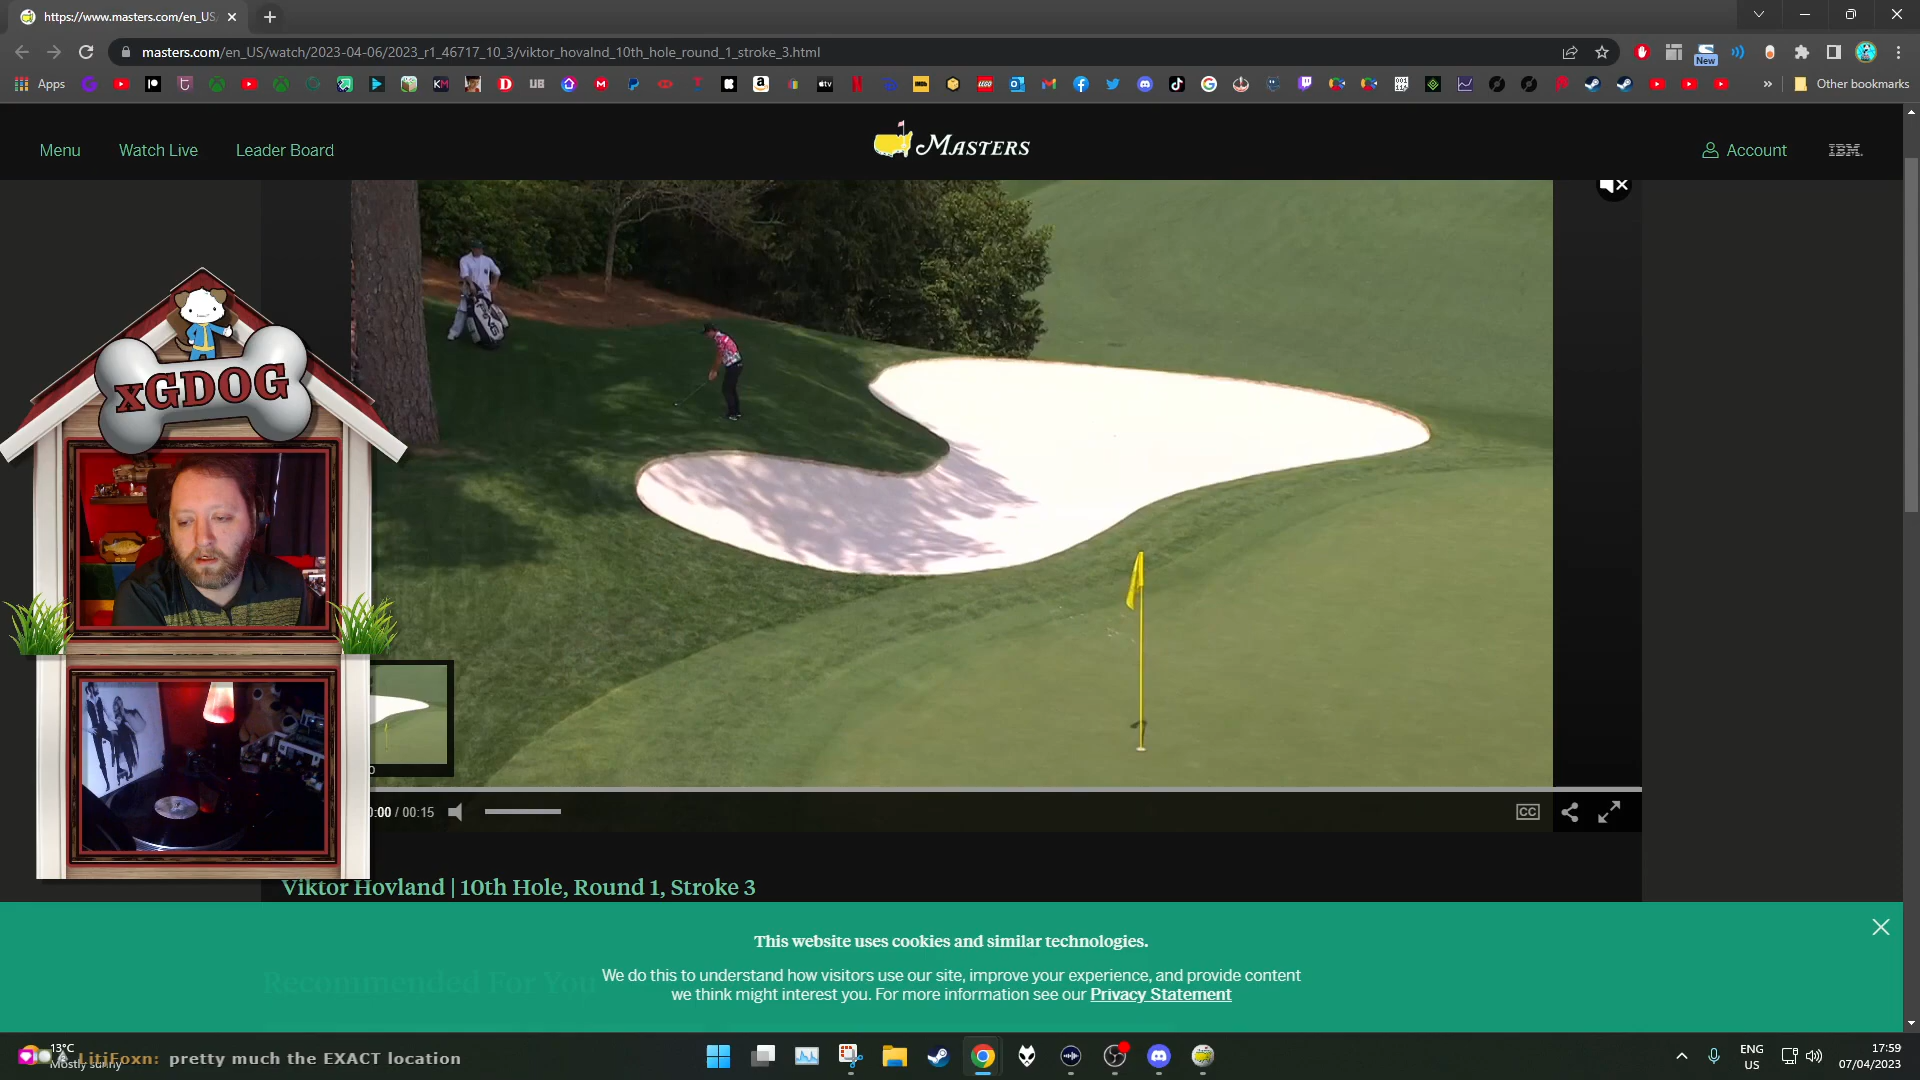 https://www.masters.com/en_US
masters.com/en_US/watch/2023-04-06/2023_r1_46717_10_3/viktor_hovalnd_10th_hole_round_1_stroke_3.html
New
Apps
Other bookmarks
Menu
Watch Live
Leader Board
Masters
Account
IBM.
xGDOG
0:00 / 00:15
CC
Viktor Hovland | 10th Hole, Round 1, Stroke 3
This website uses cookies and similar technologies.
Recommended For You
We do this to understand how visitors use our site, improve your experience, and provide content
we think might interest you. For more information see our Privacy Statement
13°C
Mostly sunny
LitiFoxn: pretty much the EXACT location
ENG
US
17:59
07/04/2023